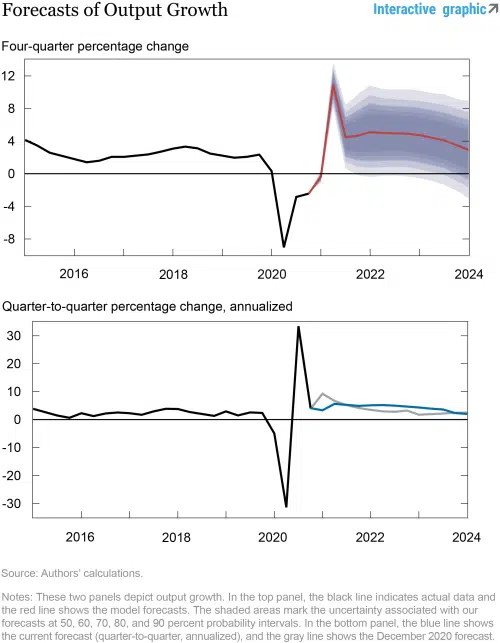 Forecasts of Output Growth
Interactive graphic
Four-quarter percentage change
12
8
4
0
-4
-8
2016 2018 2020 2022 2024
Quarter-to-quarter percentage change, annualized
30
20
10
0
-10
-20
-30
2016 2018 2020 2022 2024
Source: Authors' calculations.
Notes: These two panels depict output growth. In the top panel, the black line indicates actual data and
the red line shows the model forecasts. The shaded areas mark the uncertainty associated with our
forecasts at 50, 60, 70, 80, and 90 percent probability intervals. In the bottom panel, the blue line shows
the current forecast (quarter-to-quarter, annualized), and the gray line shows the December 2020 forecast.